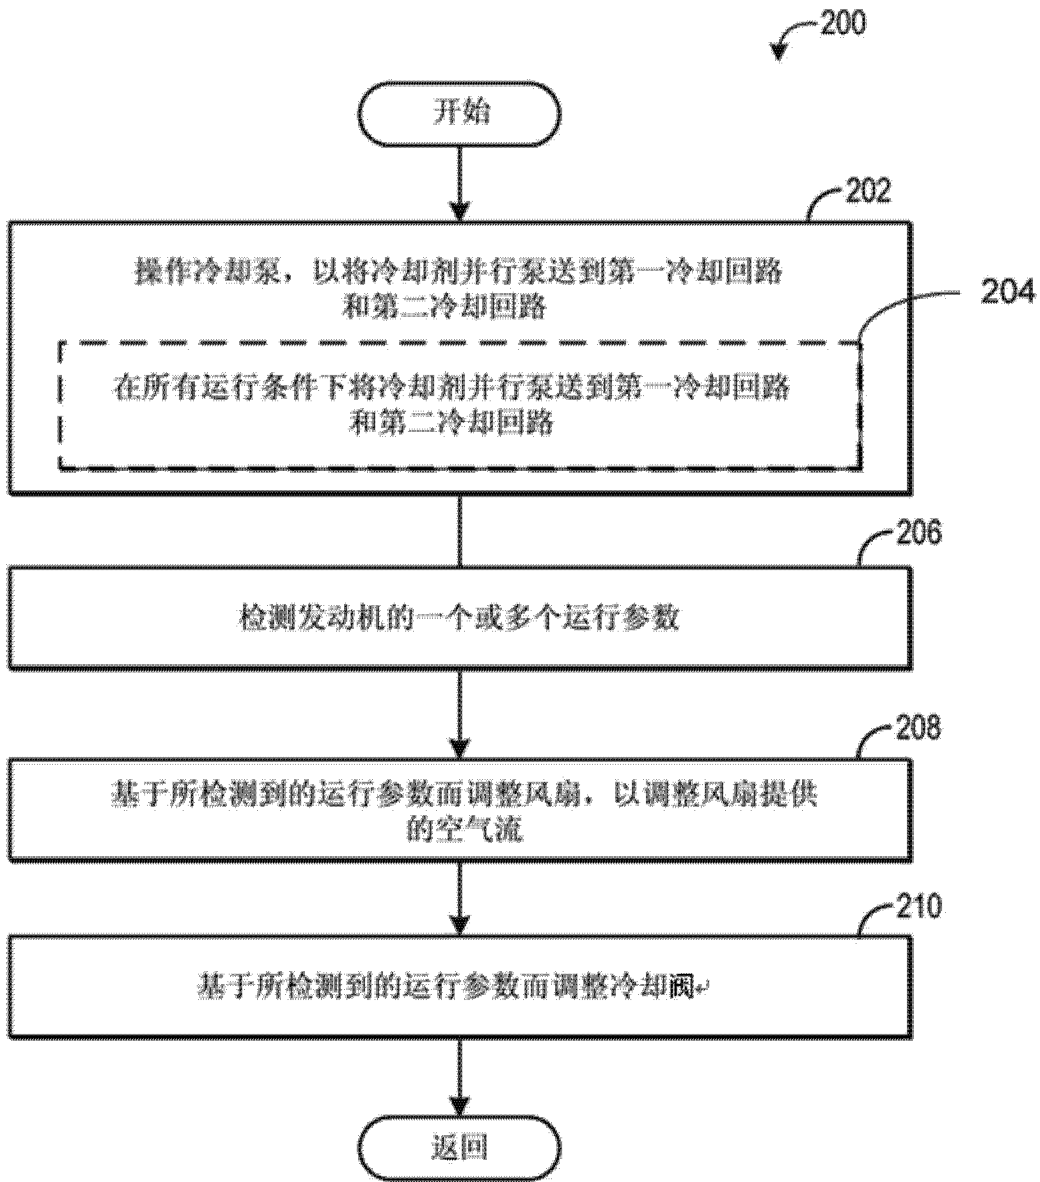 200
开始
202
操作冷却泵，以将冷却剂并行泵送到第一冷却回路
和第二冷却回路
204
在所有运行条件下将冷却剂并行泵送到第一冷却回路
和第二冷却回路
206
检测发动机的一个或多个运行参数
208
基于所检测到的运行参数而调整风扇，以调整风扇提供
的空气流
210
基于所检测到的运行参数而调整冷却阀↵
返回